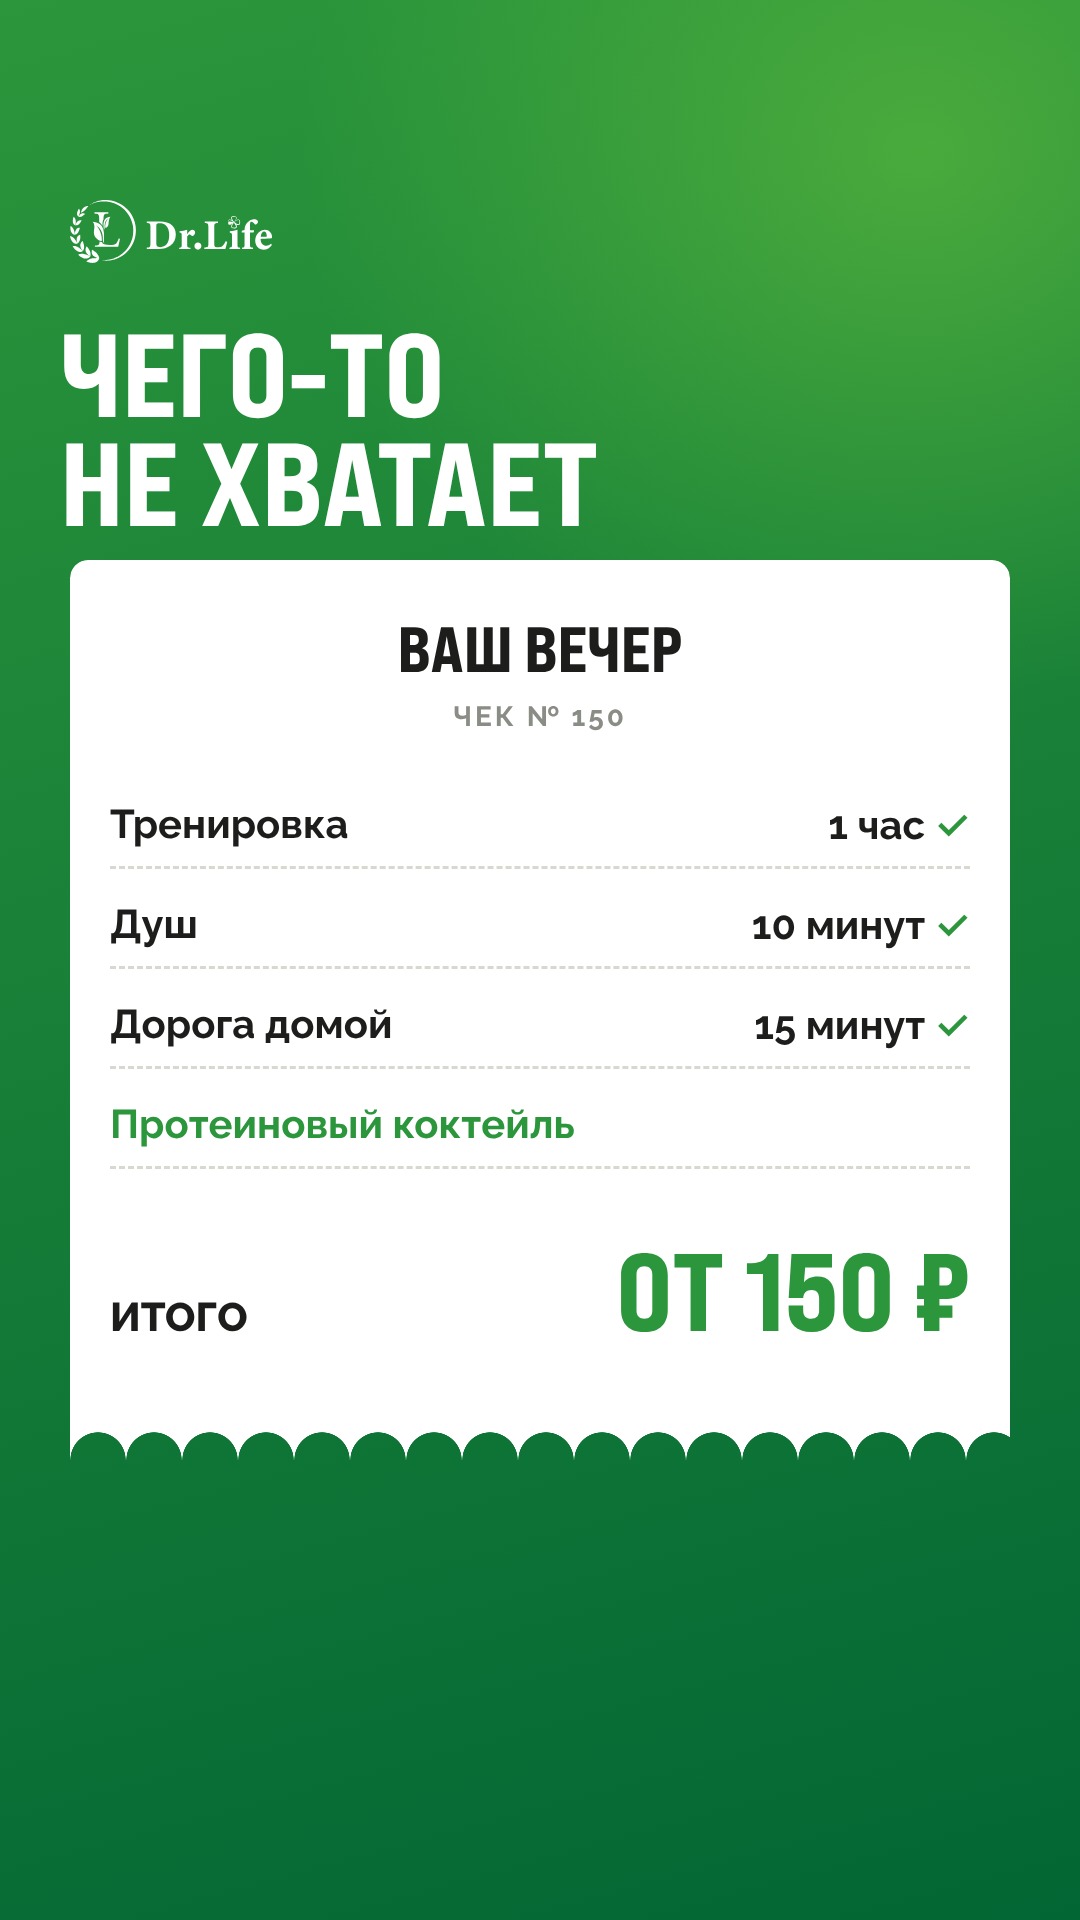 Dr.Life
ЧЕГО-ТО
НЕ ХВАТАЕТ
ВАШ ВЕЧЕР
ЧЕК № 150
Тренировка 1 час
Душ 10 минут
Дорога домой 15 минут
Протеиновый коктейль
итого ОТ 150 ₽